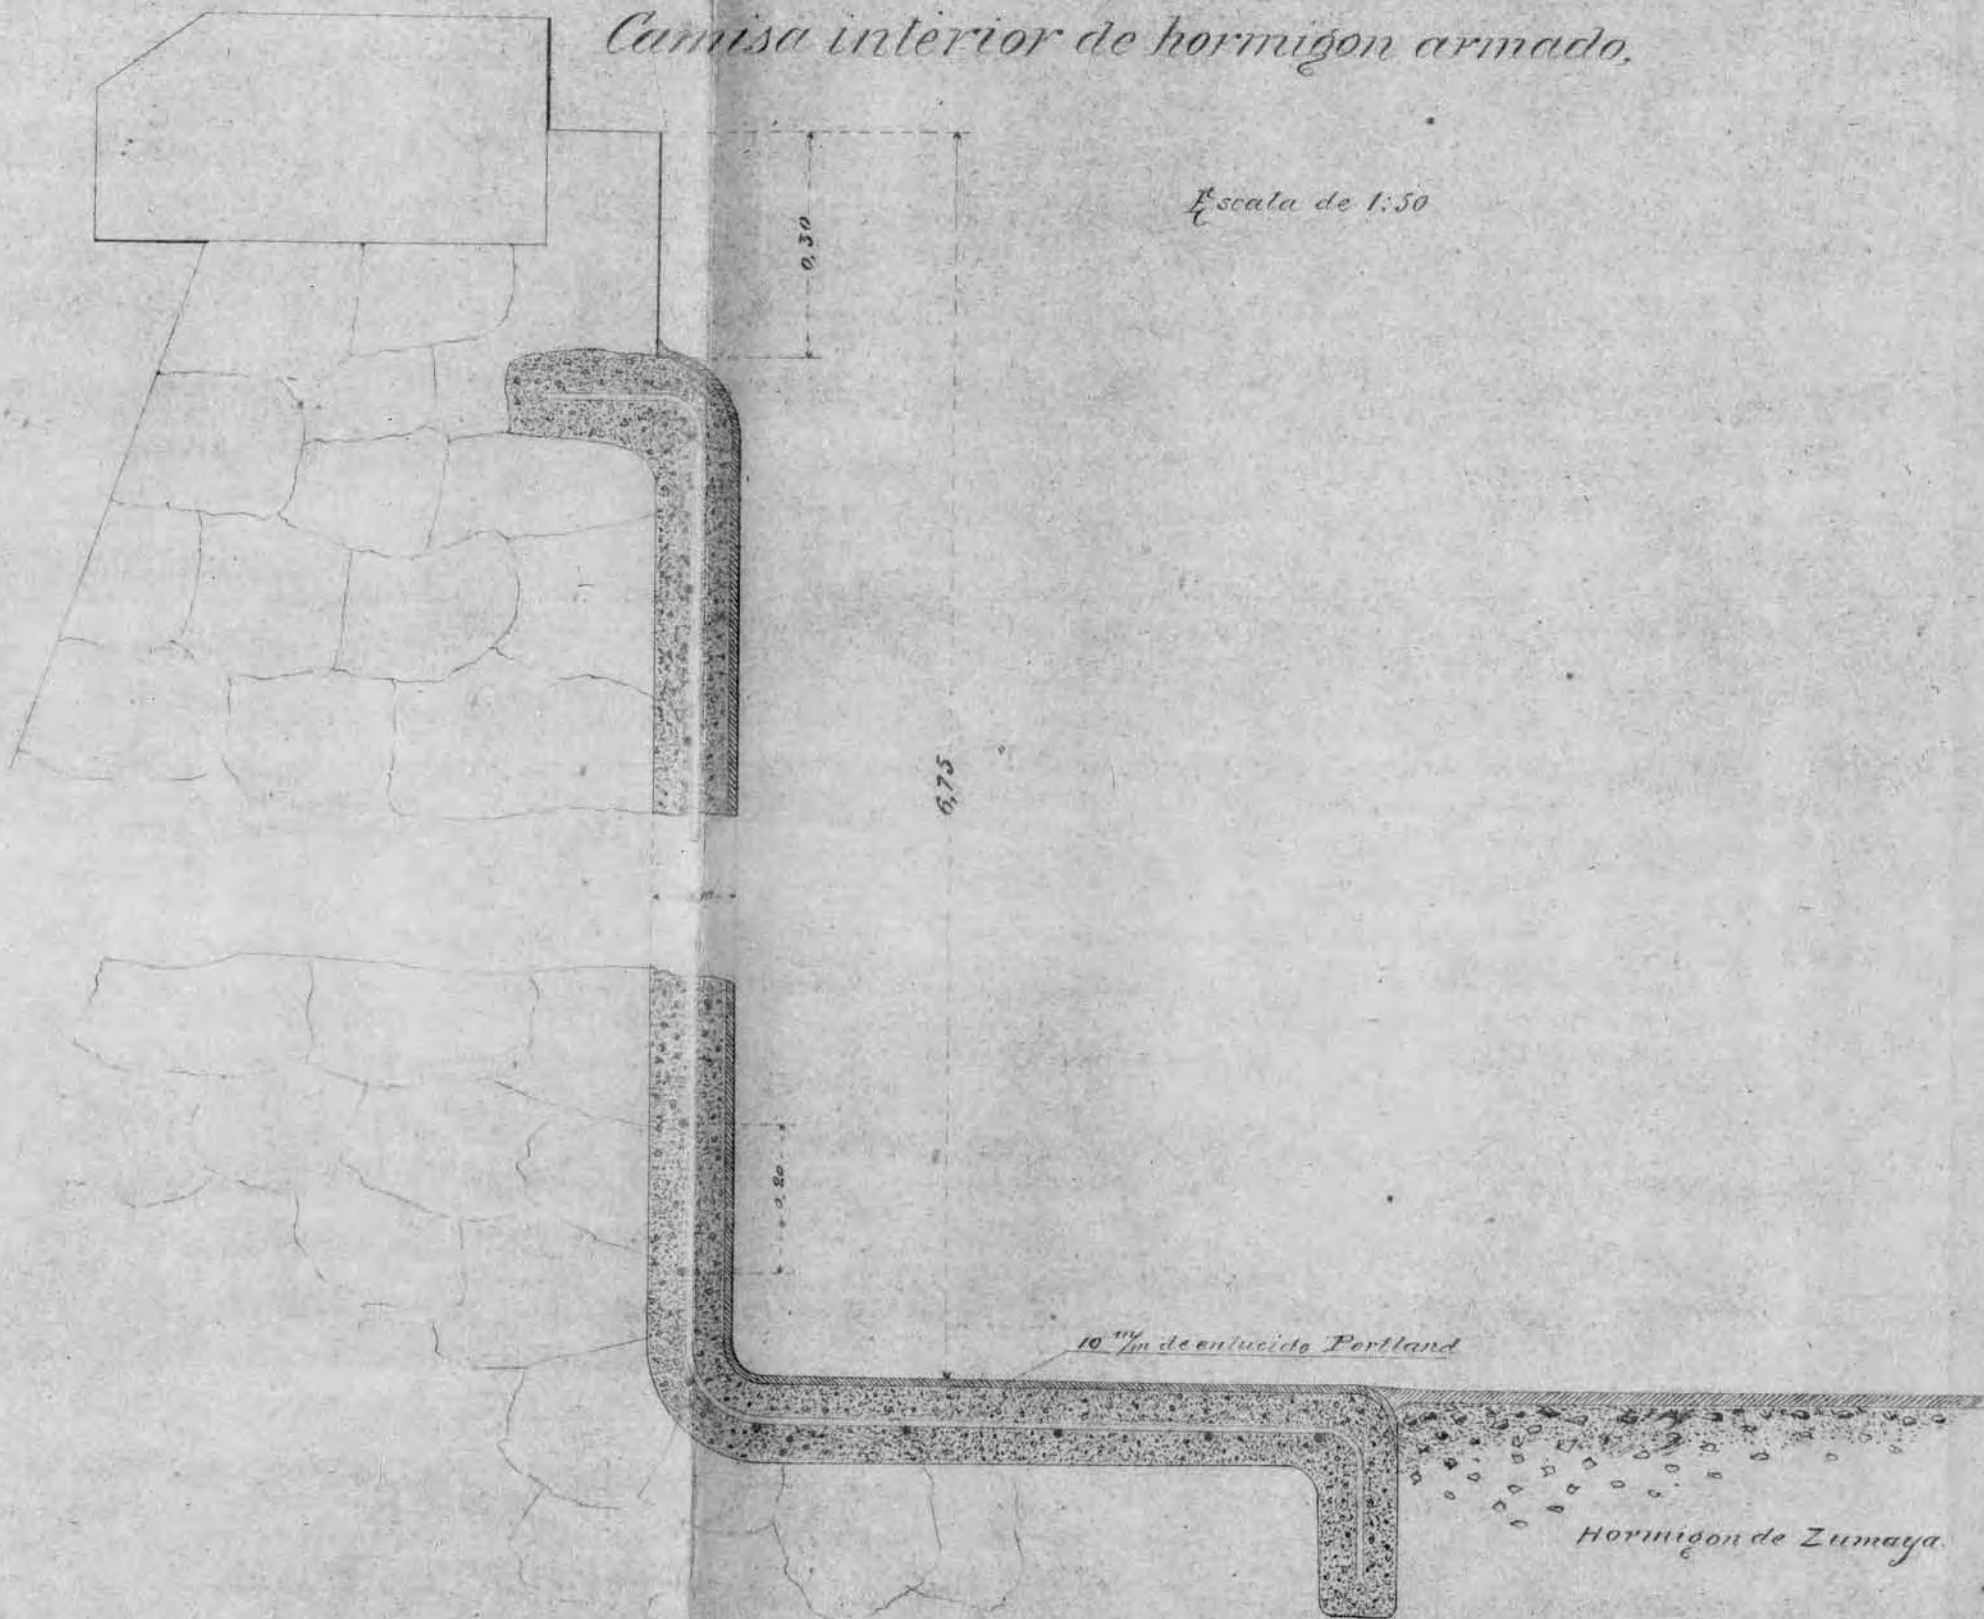 Camisa interior de hormigon armado,
Escala de 1:50
0,30
6,75
0,20
10 m/m de enlucido Portland
Hormigon de Zumaya.